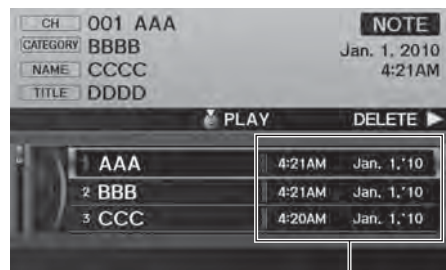 CH 001 AAA NOTE
CATEGORY BBBB Jan. 1, 2010
NAME CCCC 4:21AM
TITLE DDDD
PLAY DELETE
1 AAA 4:21AM Jan. 1,'10
2 BBB 4:21AM Jan. 1,'10
3 CCC 4:20AM Jan. 1,'10